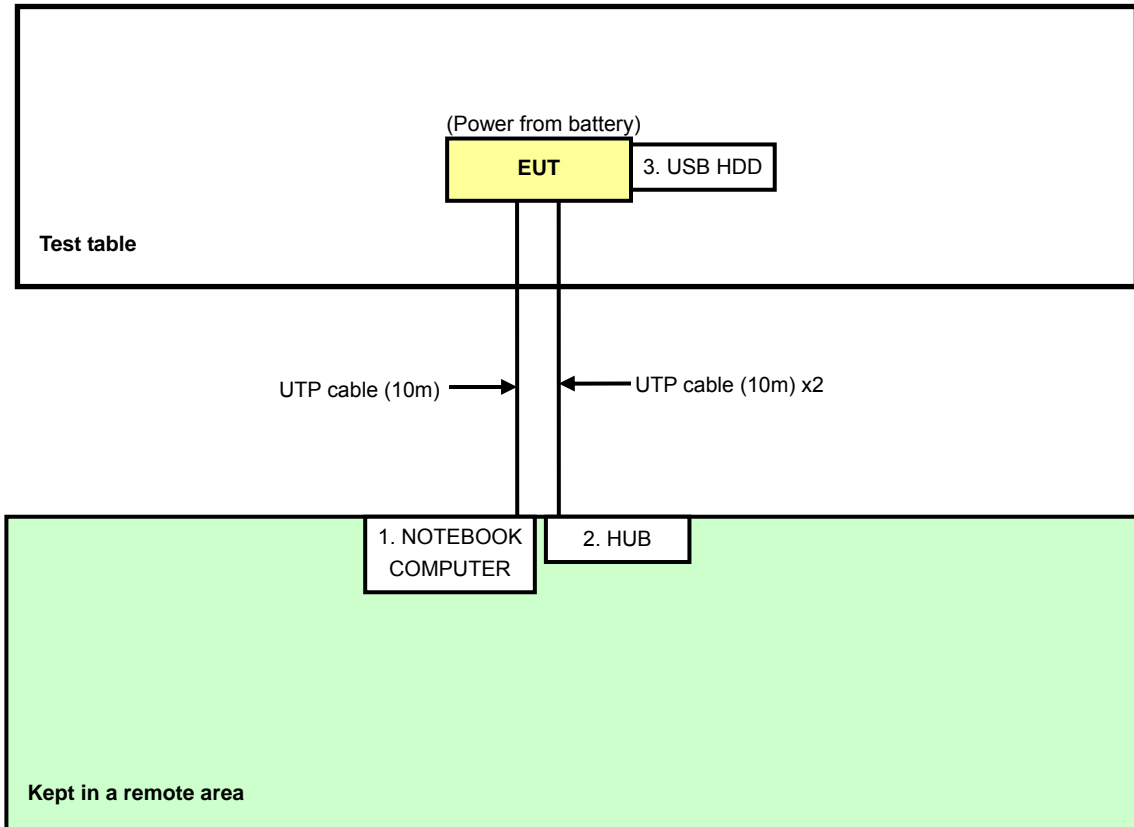 (Power from battery)
EUT
3. USB HDD
Test table
UTP cable (10m)
UTP cable (10m) x2
1. NOTEBOOK
COMPUTER
2. HUB
Kept in a remote area